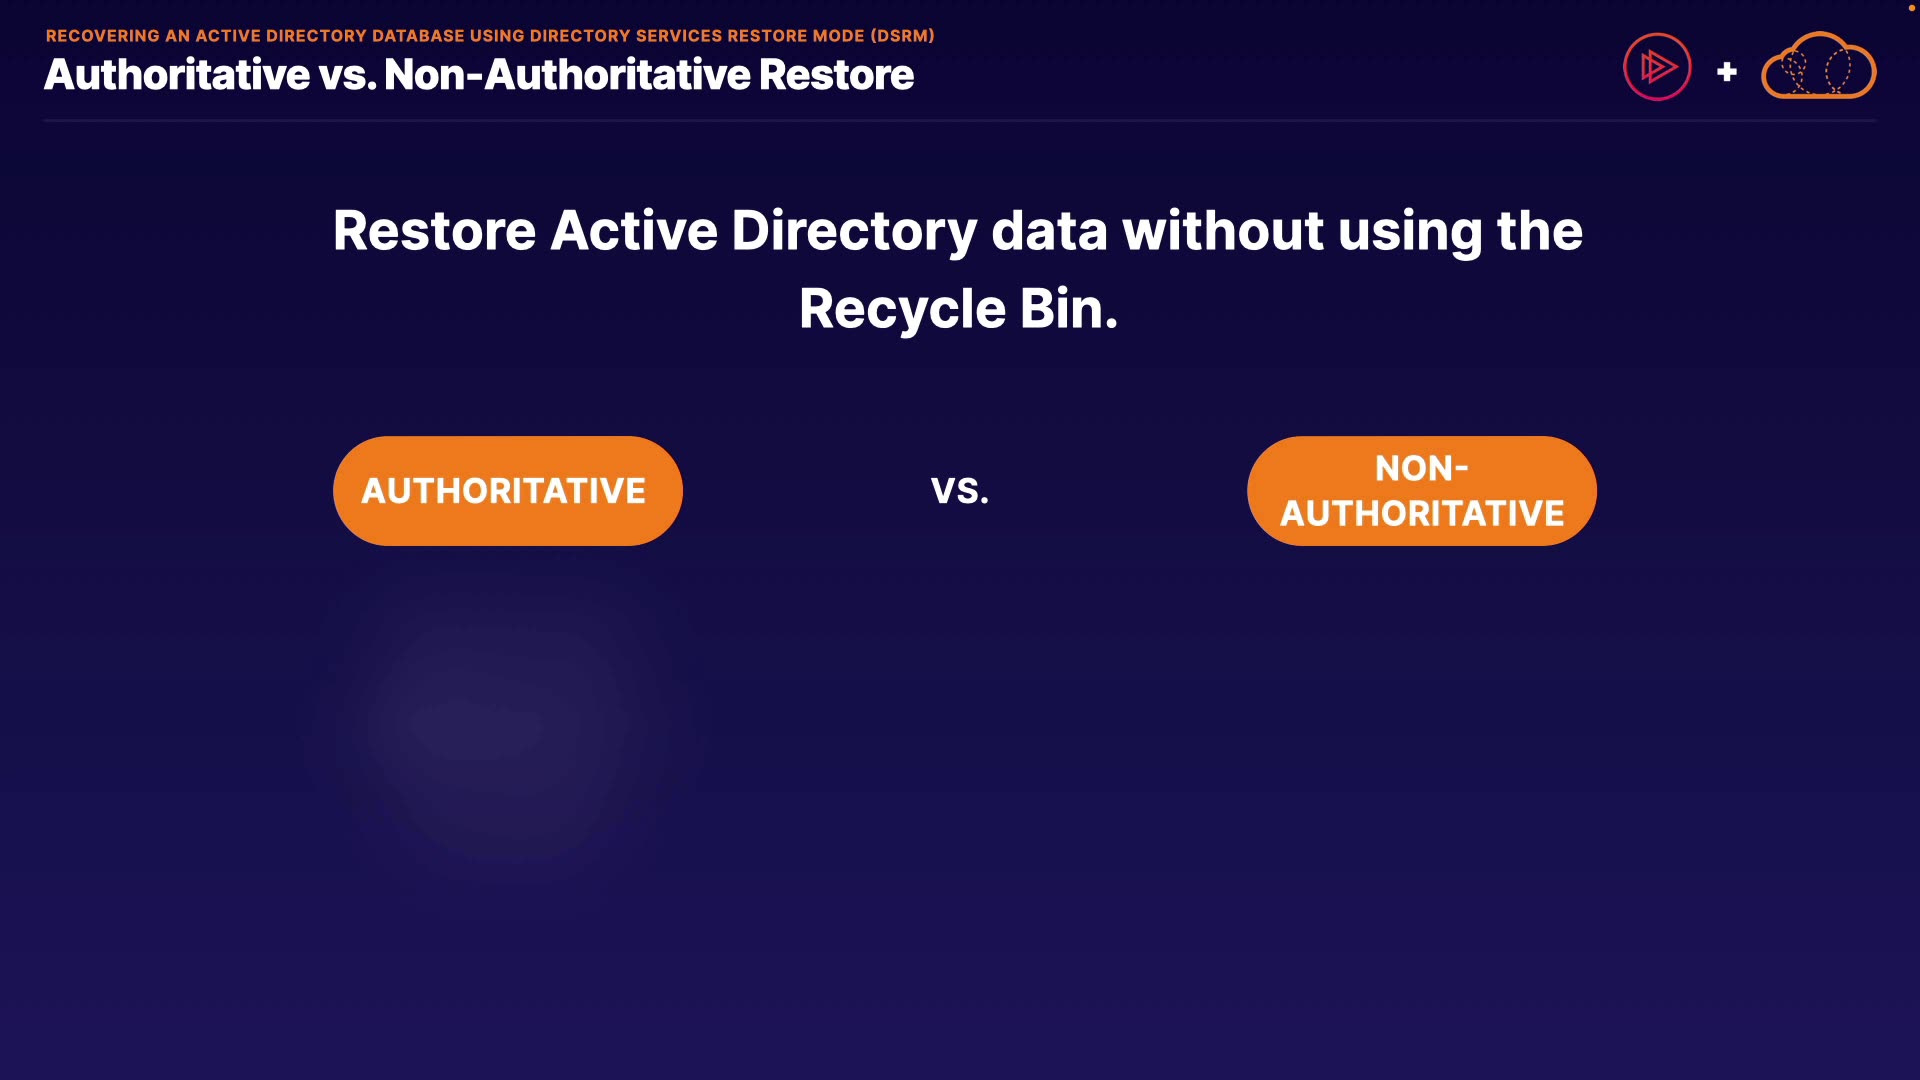 RECOVERING AN ACTIVE DIRECTORY DATABASE USING DIRECTORY SERVICES RESTORE MODE (DSRM)
Authoritative vs. Non-Authoritative Restore
+
Restore Active Directory data without using the
Recycle Bin.
AUTHORITATIVE
VS.
NON-
AUTHORITATIVE